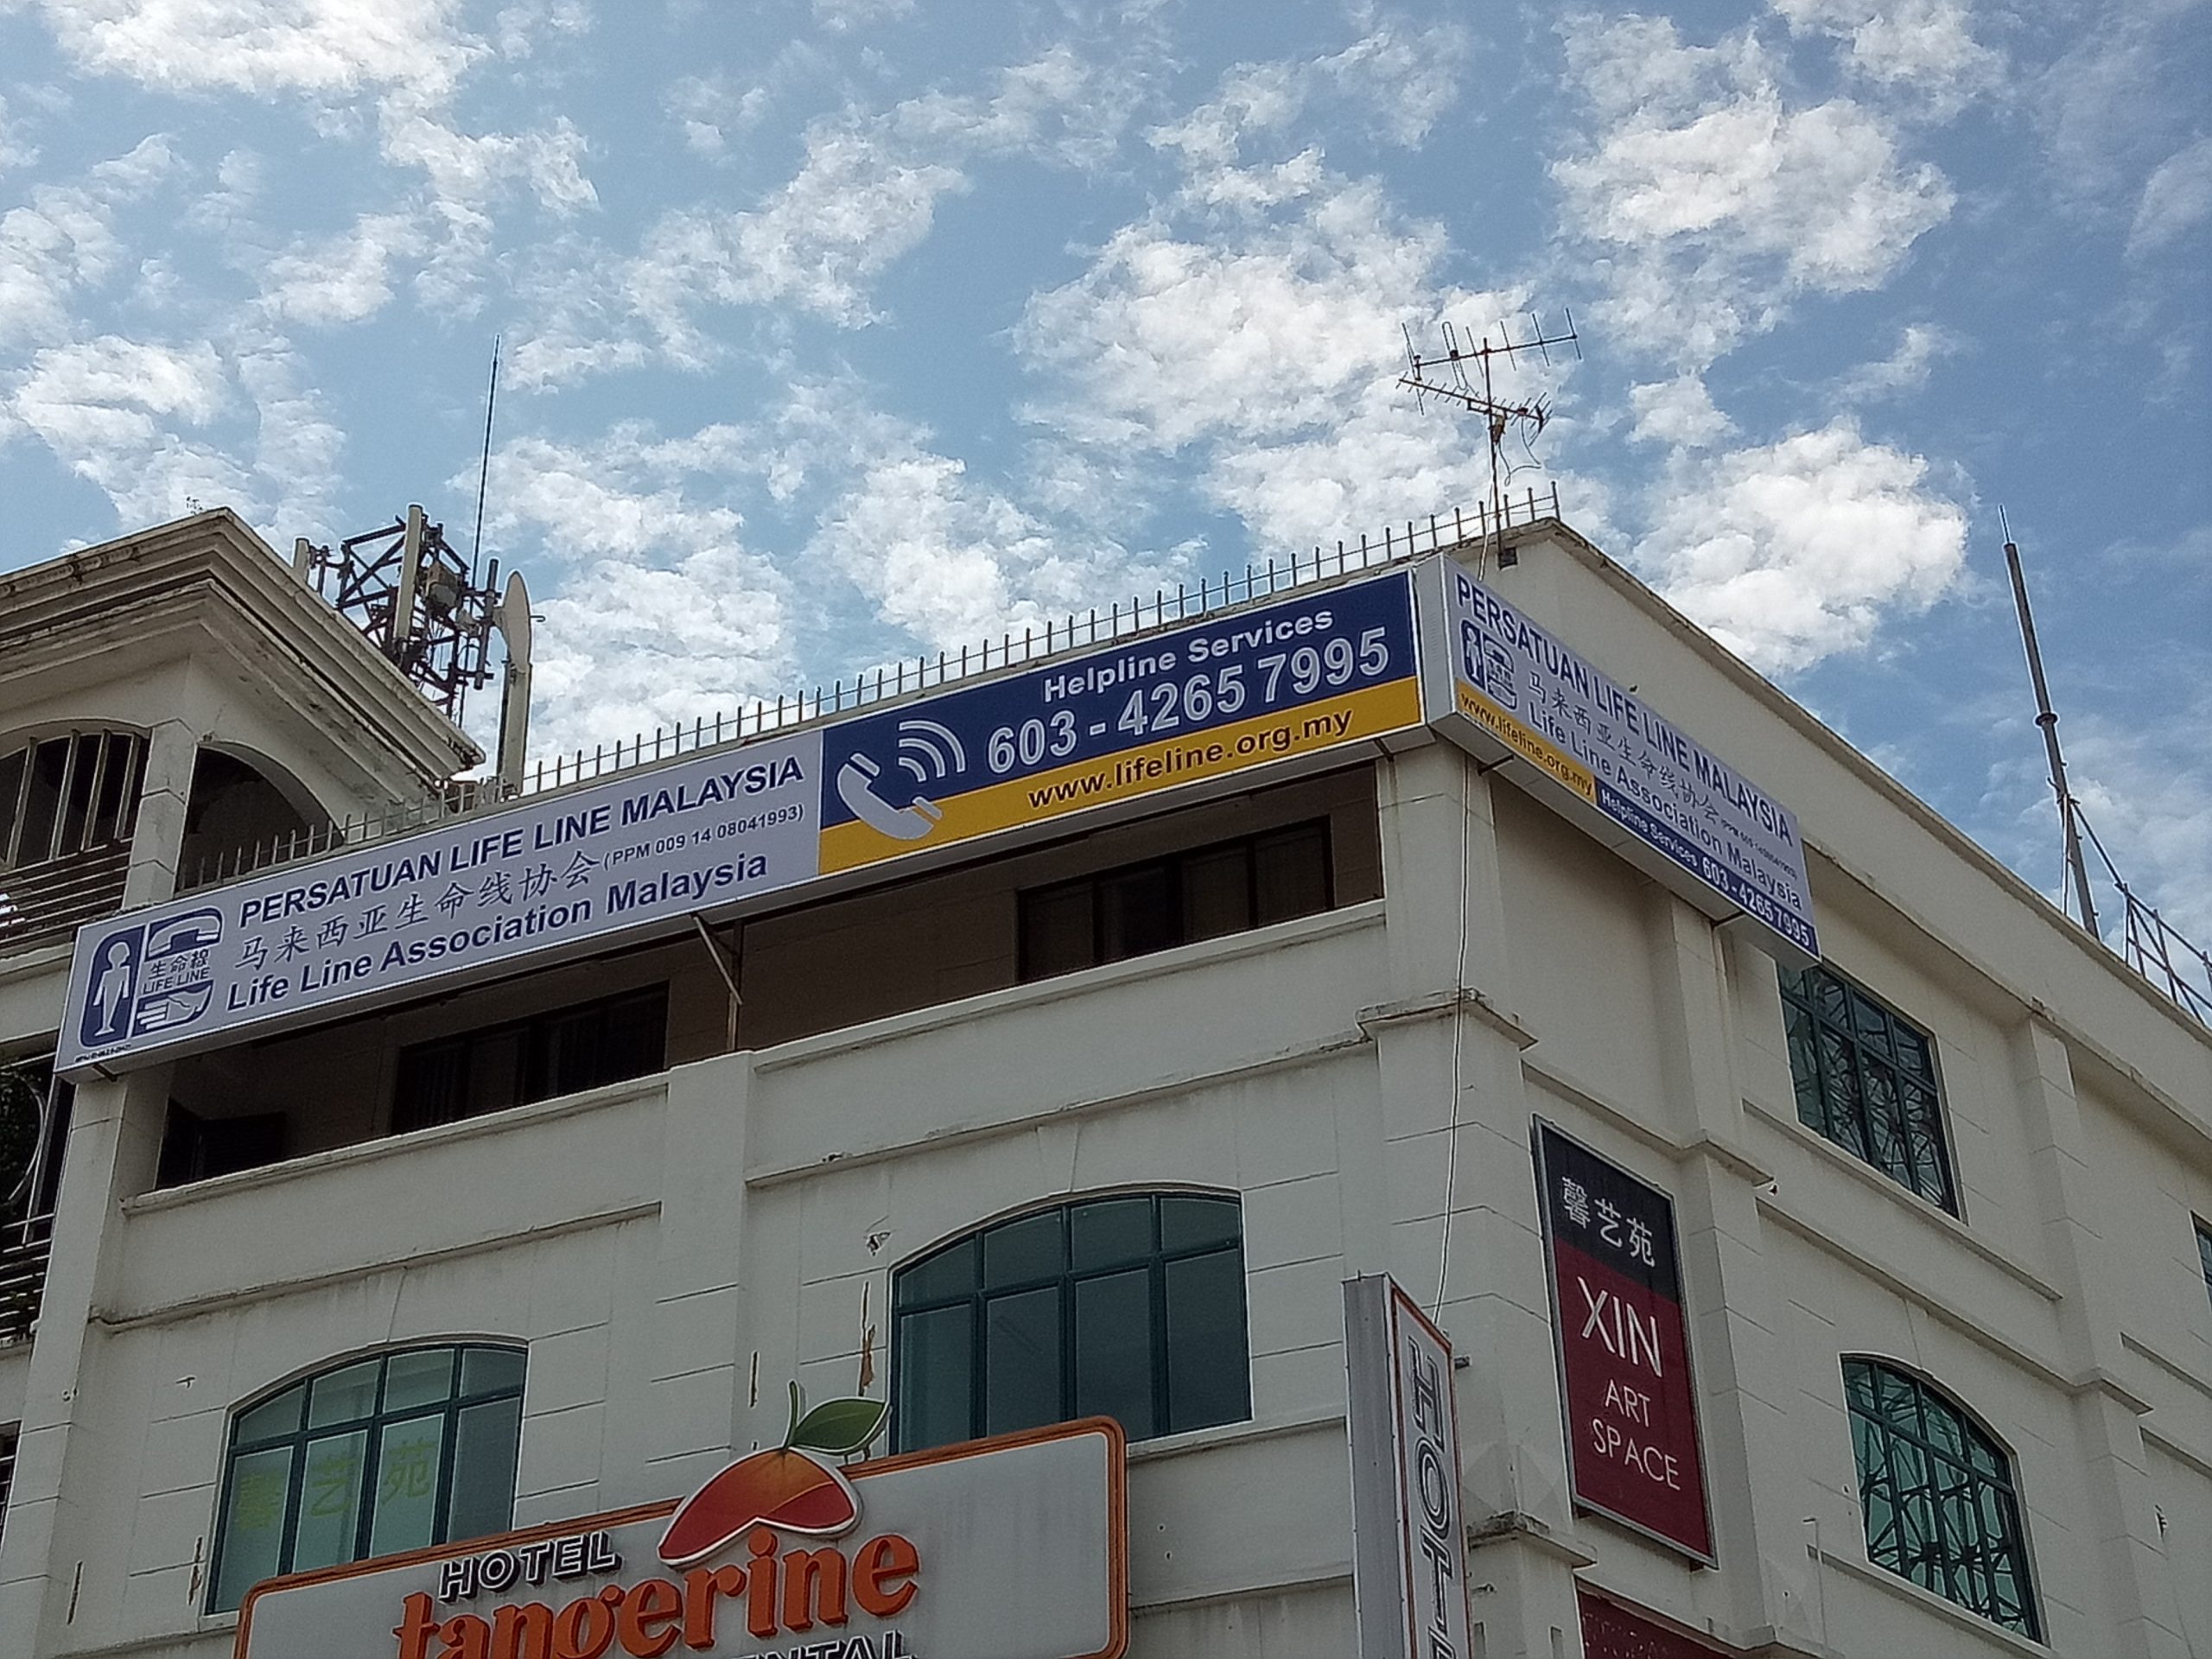 PERSATUAN LIFE LINE MALAYSIA
马来西亚生命线协会 (PPM 009 14 08041993)
Life Line Association Malaysia
生命線
LIFE LINE
Helpline Services
603 - 4265 7995
www.lifeline.org.my
PERSATUAN LIFE LINE MALAYSIA
马来西亚生命线协会
Life Line Association Malaysia
www.lifeline.org.my
Helpline Services 603 - 4265 7995
馨艺苑
XIN
ART
SPACE
馨艺苑
HOTEL
tangerine
HOTE